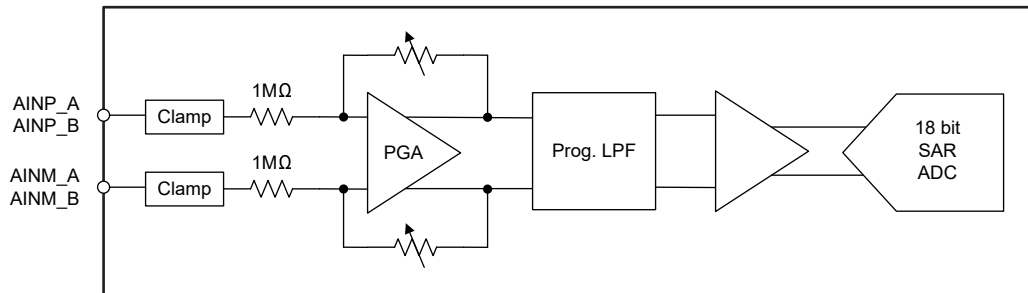 1MΩ
AINP_A
AINP_B
Clamp
1MΩ
PGA
Prog. LPF
18 bit
SAR
ADC
AINM_A
AINM_B
Clamp